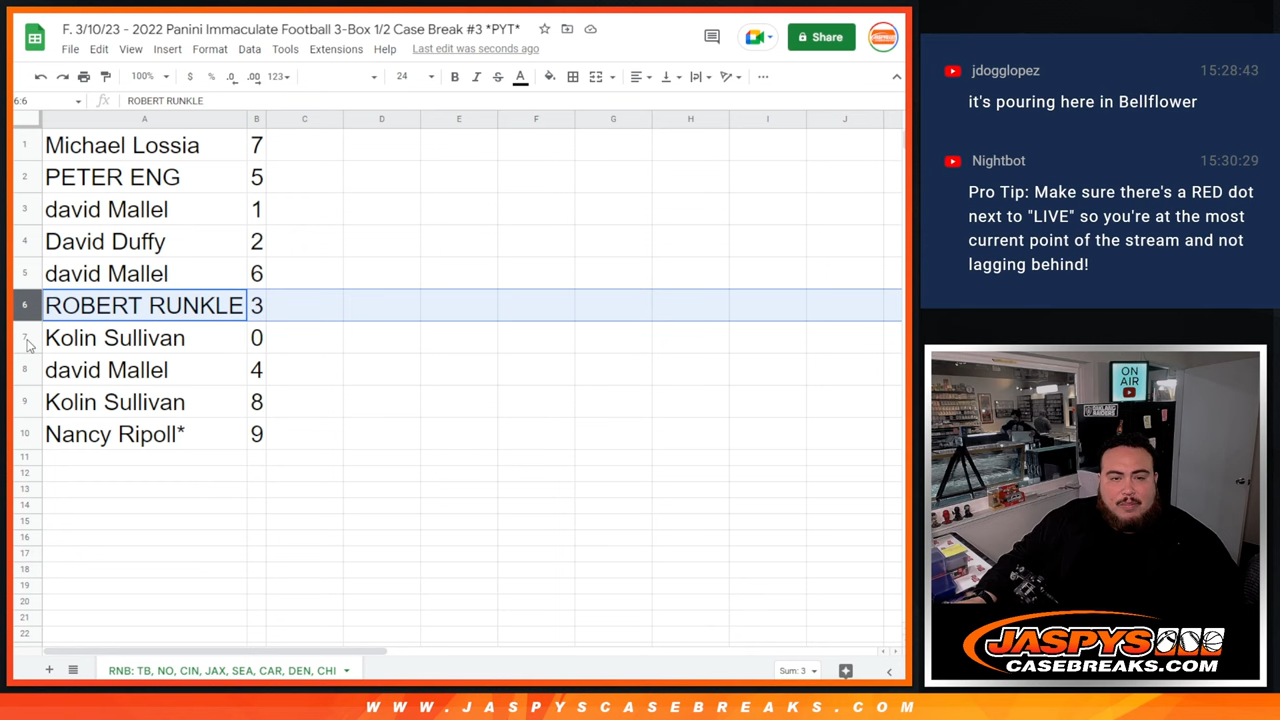 F. 3/10/23 - 2022 Panini Immaculate Football 3-Box 1/2 Case Break #3 *PYT*
File Edit View Insert Format Data Tools Extensions Help Last edit was seconds ago
Share
100% $ % .0 .00 123 24 B I S A
6:6 fx ROBERT RUNKLE
A B C D E F G H I J
1 Michael Lossia 7
2 PETER ENG 5
3 david Mallel 1
4 David Duffy 2
5 david Mallel 6
6 ROBERT RUNKLE 3
7 Kolin Sullivan 0
8 david Mallel 4
9 Kolin Sullivan 8
10 Nancy Ripoll* 9
11
12
13
14
15
16
17
18
19
20
21
22
RNB: TB, NO, CIN, JAX, SEA, CAR, DEN, CHI
Sum: 3
jdogglopez 15:28:43
it's pouring here in Bellflower
Nightbot 15:30:29
Pro Tip: Make sure there's a RED dot
next to "LIVE" so you're at the most
current point of the stream and not
lagging behind!
ON
AIR
JASPYS
CASEBREAKS.COM
WWW.JASPYSCASEBREAKS.COM